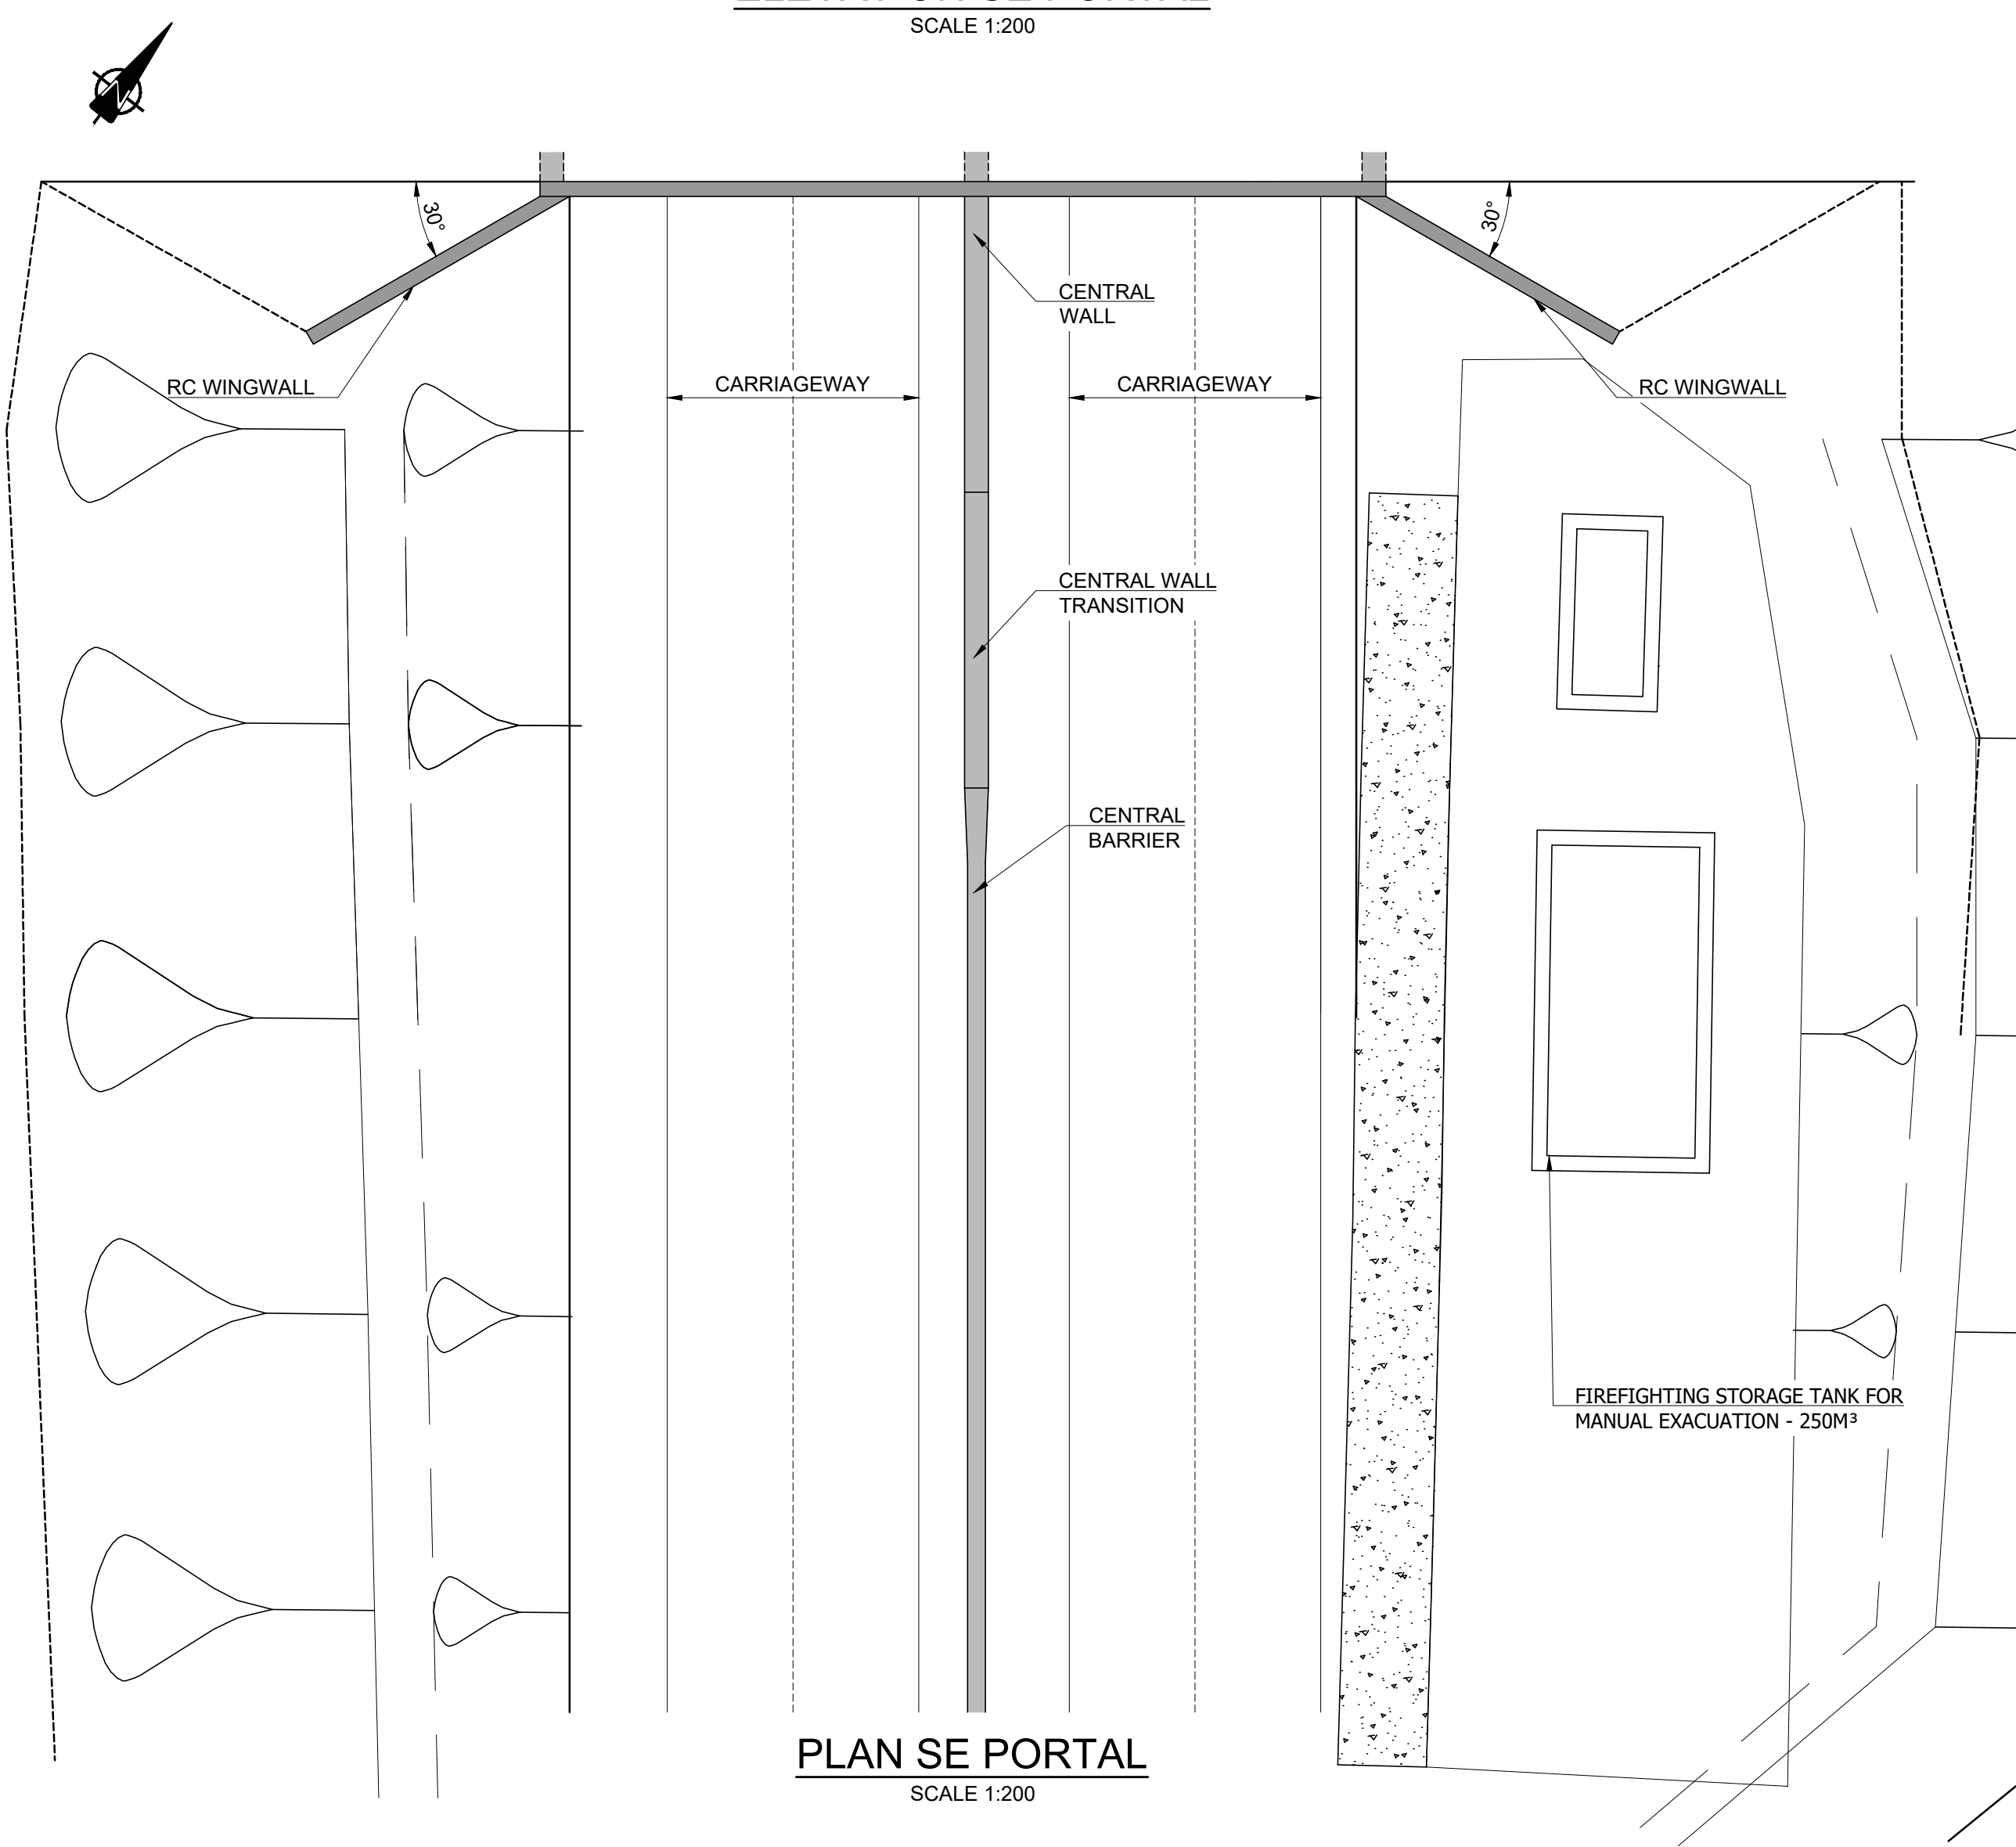 SCALE 1:200
N
30°
30°
CENTRAL
WALL
RC WINGWALL
CARRIAGEWAY
CARRIAGEWAY
RC WINGWALL
CENTRAL WALL
TRANSITION
CENTRAL
BARRIER
FIREFIGHTING STORAGE TANK FOR
MANUAL EXACUATION - 250M³
PLAN SE PORTAL
SCALE 1:200